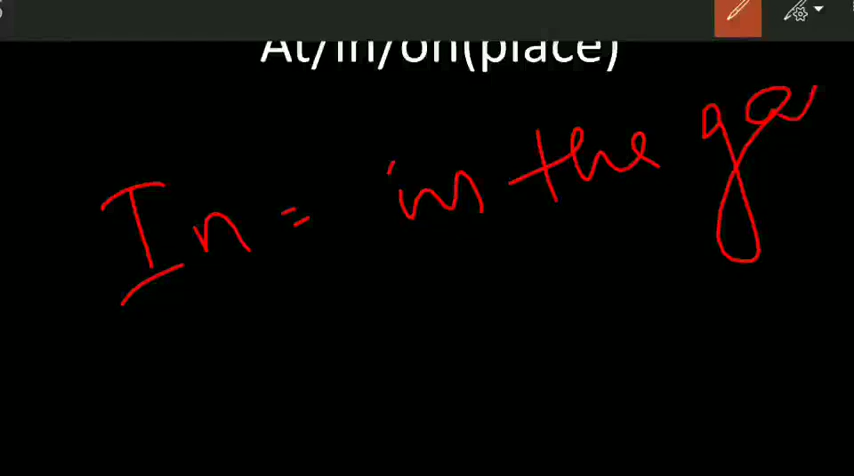 At/in/on(place)
In = in the ga